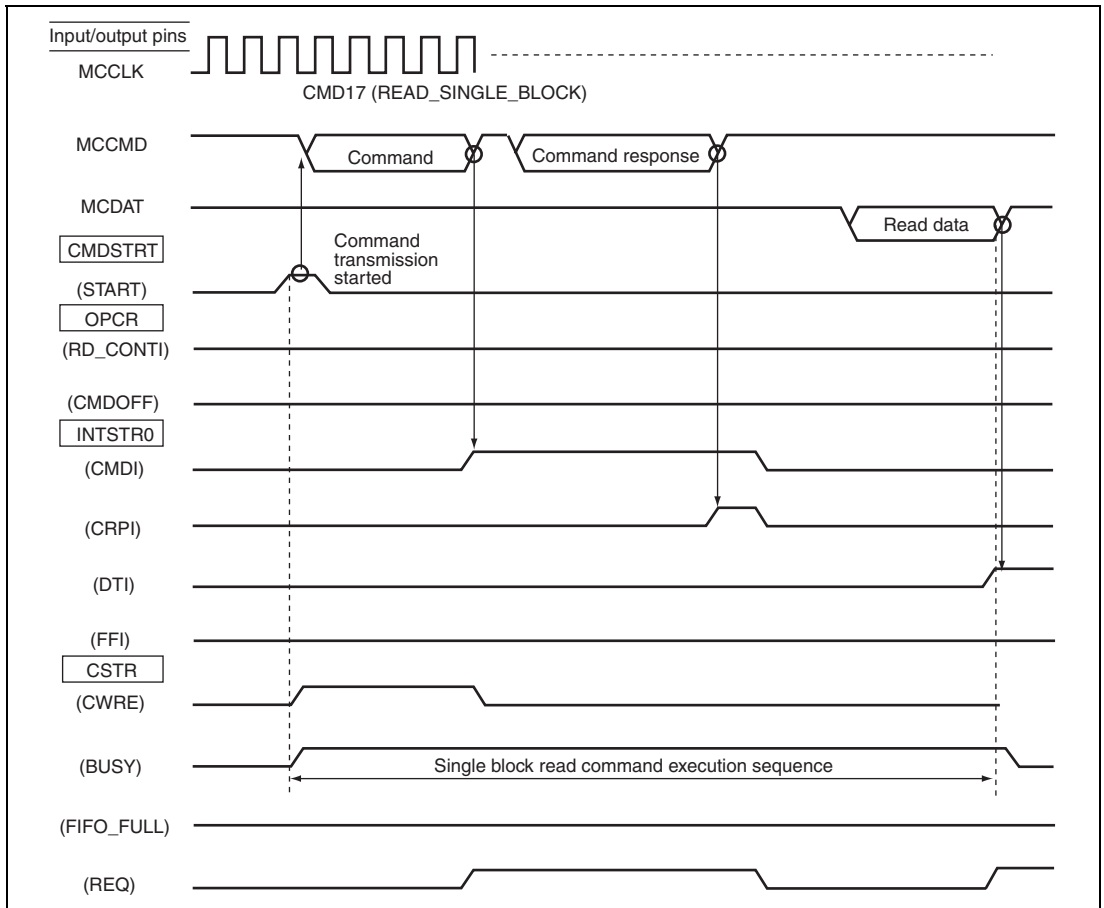 Input/output pins
MCCLK
CMD17 (READ_SINGLE_BLOCK)
MCCMD
Command
Command response
MCDAT
Read data
CMDSTRT
Command
transmission
started
(START)
OPCR
(RD_CONTI)
(CMDOFF)
INTSTR0
(CMDI)
(CRPI)
(DTI)
(FFI)
CSTR
(CWRE)
(BUSY)
Single block read command execution sequence
(FIFO_FULL)
(REQ)